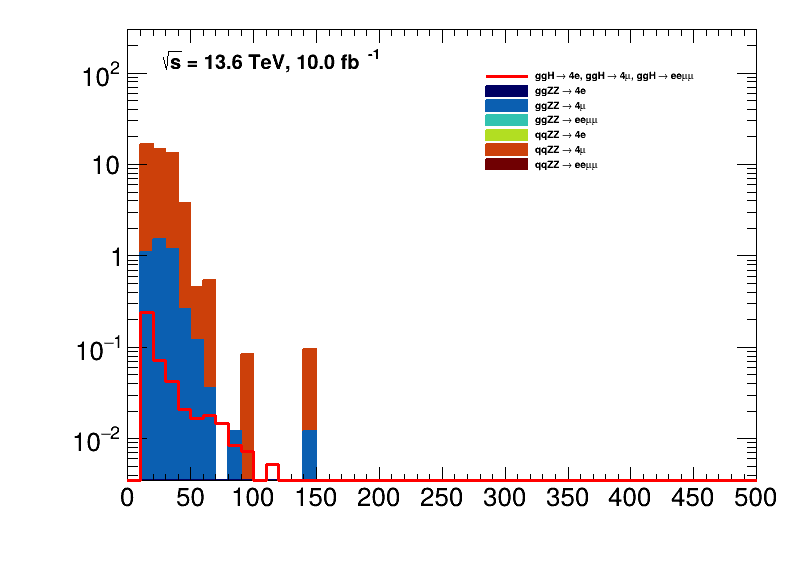 √s = 13.6 TeV, 10.0 fb⁻¹
ggH → 4e, ggH → 4μ, ggH → eeμμ
ggZZ → 4e
ggZZ → 4μ
ggZZ → eeμμ
qqZZ → 4e
qqZZ → 4μ
qqZZ → eeμμ
10²
10
1
10⁻¹
10⁻²
0 50 100 150 200 250 300 350 400 450 500